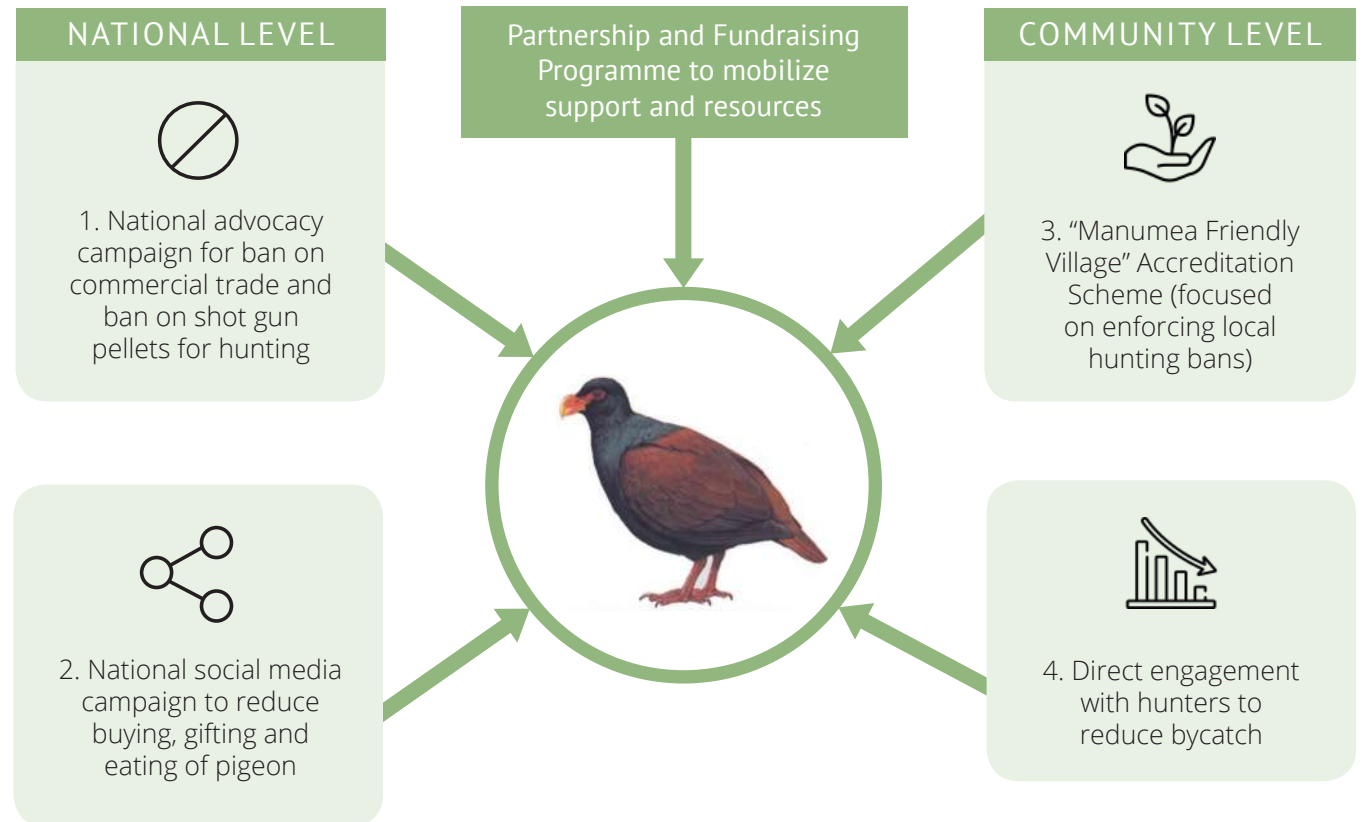 NATIONAL LEVEL
1. National advocacy
campaign for ban on
commercial trade and
ban on shot gun
pellets for hunting
2. National social media
campaign to reduce
buying, gifting and
eating of pigeon
Partnership and Fundraising
Programme to mobilize
support and resources
COMMUNITY LEVEL
3. “Manumea Friendly
Village” Accreditation
Scheme (focused
on enforcing local
hunting bans)
4. Direct engagement
with hunters to
reduce bycatch